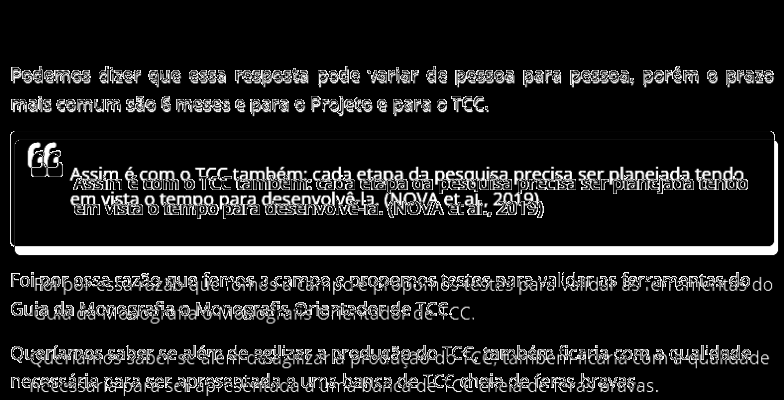 Podemos dizer que essa resposta pode variar de pessoa para pessoa, porém o prazo
mais comum são 6 meses e para o Projeto e para o TCC.
Assim é com o TCC também: cada etapa da pesquisa precisa ser planejada tendo
em vista o tempo para desenvolvê-la. (NOVA et al., 2019)
Foi por essa razão que fomos a campo e propomos testes para validar as ferramentas do
Guia da Monografia o Monografis Orientador de TCC.
Queríamos saber se além de agilizar a produção do TCC, também ficaria com a qualidade
necessária para ser apresentada a uma banca de TCC cheia de feras bravas.